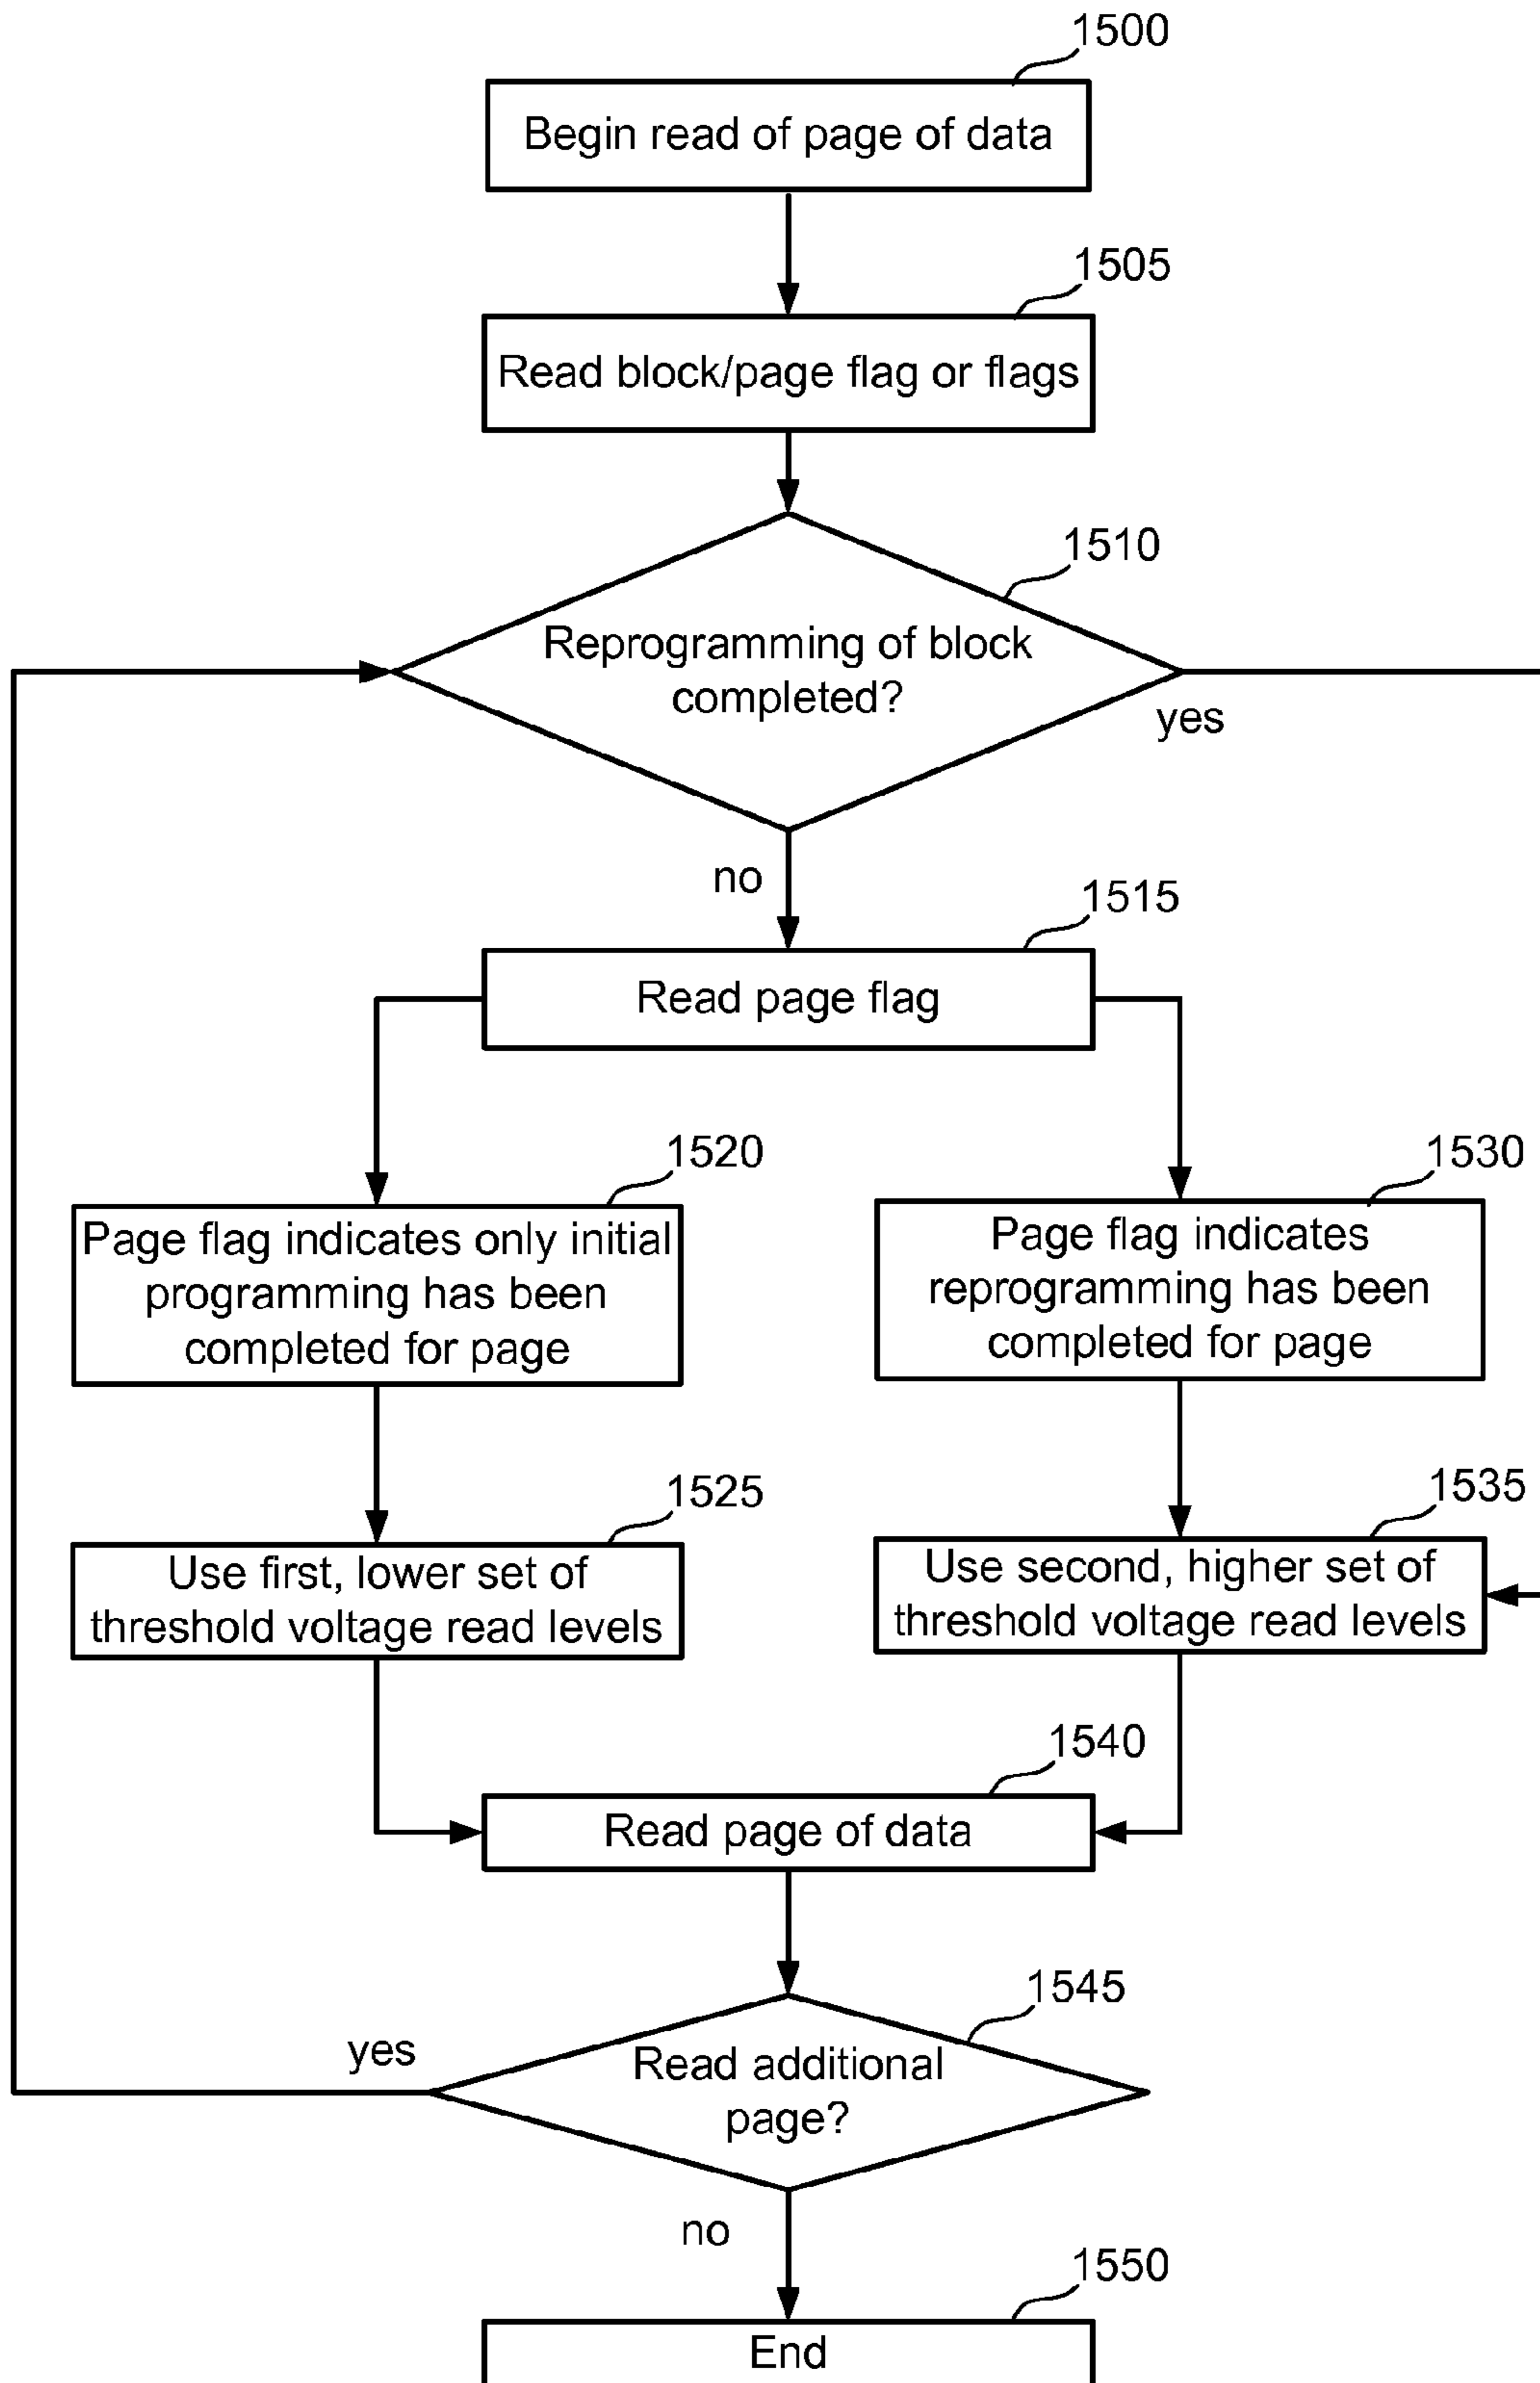 1500
Begin read of page of data
1505
Read block/page flag or flags
1510
Reprogramming of block
completed?
yes
no
1515
Read page flag
1520
Page flag indicates only initial
programming has been
completed for page
1530
Page flag indicates
reprogramming has been
completed for page
1525
Use first, lower set of
threshold voltage read levels
1535
Use second, higher set of
threshold voltage read levels
1540
Read page of data
1545
Read additional
page?
yes
no
1550
End